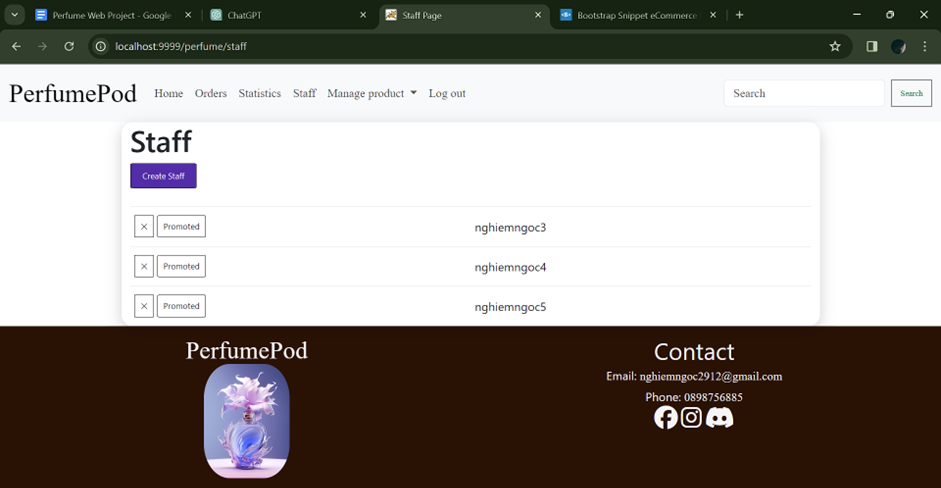 Perfume Web Project - Google
ChatGPT
Staff Page
Bootstrap Snippet eCommerce
localhost:9999/perfume/staff
PerfumePod Home Orders Statistics Staff Manage product Log out Search Search
Staff
Create Staff
Promoted nghiemngoc3
Promoted nghiemngoc4
Promoted nghiemngoc5
PerfumePod
Contact
Email: nghiemngoc2912@gmail.com
Phone: 0898756885